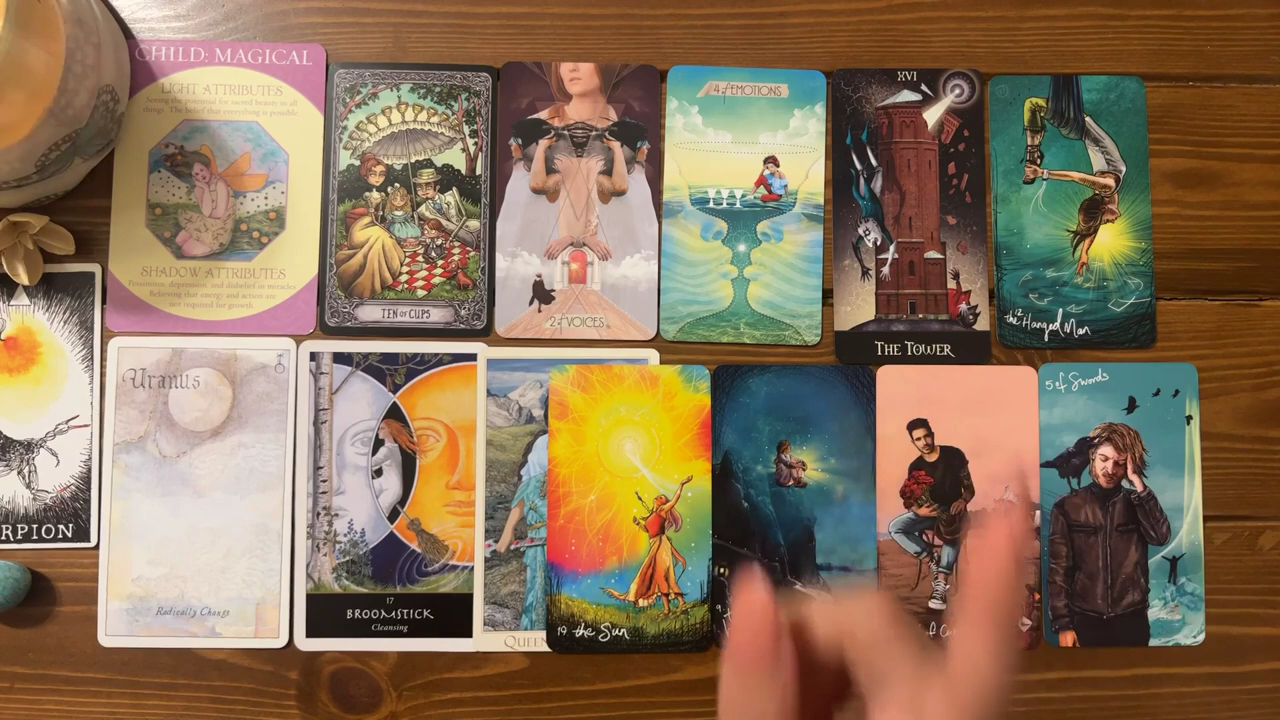 CHILD: MAGICAL
LIGHT ATTRIBUTES
Seeing the potential for sacred beauty in all
things. The belief that everything is possible.
SHADOW ATTRIBUTES
Pessimism, depression, and disbelief in miracles.
Believing that energy and action are
not required for growth.
TEN OF CUPS
2 of VOICES
4 of EMOTIONS
XVI
THE TOWER
12
the Hanged Man
RPION
Uranus
Radically Change
17
BROOMSTICK
Cleansing
QUEEN
19 the Sun
9
5 of Swords